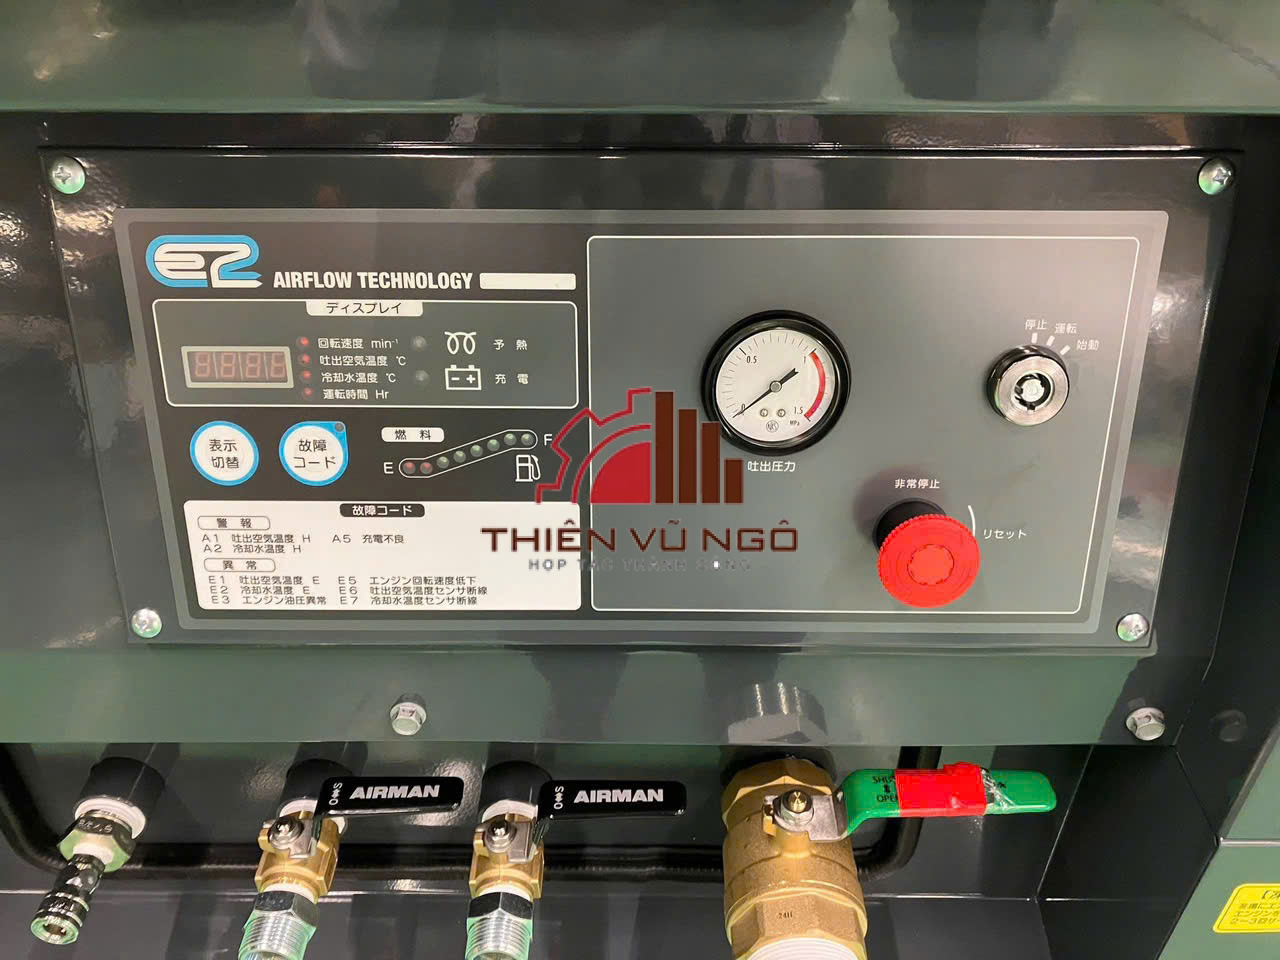 E2 AIRFLOW TECHNOLOGY
ディスプレイ
8888
回転速度 min-1
吐出空気温度 ℃
冷却水温度 ℃
運転時間 Hr
予熱
充電
表示
切替
故障
コード
燃料
E
F
故障コード
警報
A1 吐出空気温度 H A5 充電不良
A2 冷却水温度 H
異常
E1 吐出空気温度 E E5 エンジン回転速度低下
E2 冷却水温度 E E6 吐出空気温度センサ断線
E3 エンジン油圧異常 E7 冷却水温度センサ断線
0
0.5
1
1.5
MPa
吐出圧力
停止
運転
始動
非常停止
リセット
THIÊN VŨ NGÔ
HỢP TÁC THÀNH CÔNG
S
O
AIRMAN
S
O
AIRMAN
OPEN